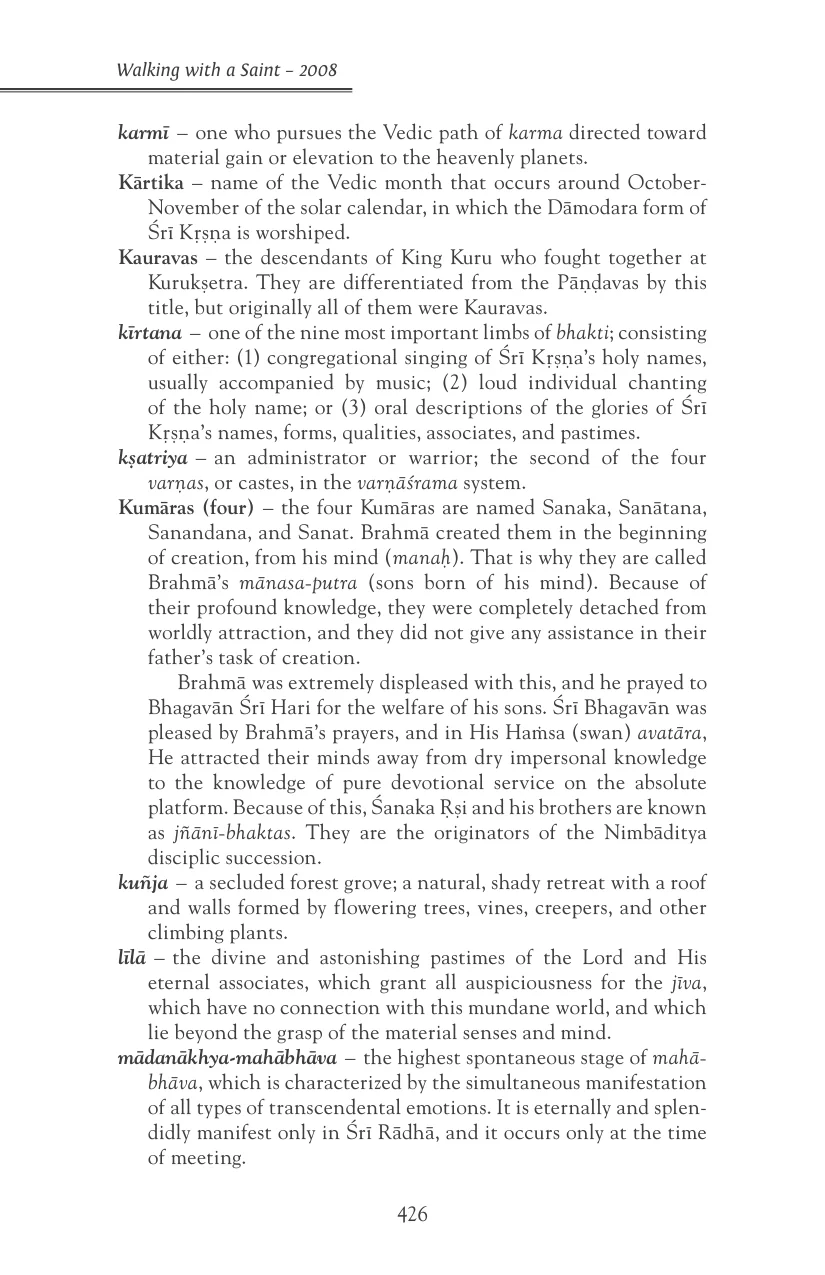 Walking with a Saint – 2008
karmī – one who pursues the Vedic path of karma directed toward
material gain or elevation to the heavenly planets.
Kārtika – name of the Vedic month that occurs around October-
November of the solar calendar, in which the Dāmodara form of
Śrī Kṛṣṇa is worshiped.
Kauravas – the descendants of King Kuru who fought together at
Kurukṣetra. They are differentiated from the Pāṇḍavas by this
title, but originally all of them were Kauravas.
kīrtana – one of the nine most important limbs of bhakti; consisting
of either: (1) congregational singing of Śrī Kṛṣṇa’s holy names,
usually accompanied by music; (2) loud individual chanting
of the holy name; or (3) oral descriptions of the glories of Śrī
Kṛṣṇa’s names, forms, qualities, associates, and pastimes.
kṣatriya – an administrator or warrior; the second of the four
varṇas, or castes, in the varṇāśrama system.
Kumāras (four) – the four Kumāras are named Sanaka, Sanātana,
Sanandana, and Sanat. Brahmā created them in the beginning
of creation, from his mind (manaḥ). That is why they are called
Brahmā’s mānasa-putra (sons born of his mind). Because of
their profound knowledge, they were completely detached from
worldly attraction, and they did not give any assistance in their
father’s task of creation.
Brahmā was extremely displeased with this, and he prayed to
Bhagavān Śrī Hari for the welfare of his sons. Śrī Bhagavān was
pleased by Brahmā’s prayers, and in His Haṁsa (swan) avatāra,
He attracted their minds away from dry impersonal knowledge
to the knowledge of pure devotional service on the absolute
platform. Because of this, Śanaka Ṛṣi and his brothers are known
as jñānī-bhaktas. They are the originators of the Nimbāditya
disciplic succession.
kuñja – a secluded forest grove; a natural, shady retreat with a roof
and walls formed by flowering trees, vines, creepers, and other
climbing plants.
līlā – the divine and astonishing pastimes of the Lord and His
eternal associates, which grant all auspiciousness for the jīva,
which have no connection with this mundane world, and which
lie beyond the grasp of the material senses and mind.
mādanākhya-mahābhāva – the highest spontaneous stage of mahā-
bhāva, which is characterized by the simultaneous manifestation
of all types of transcendental emotions. It is eternally and splen-
didly manifest only in Śrī Rādhā, and it occurs only at the time
of meeting.
426